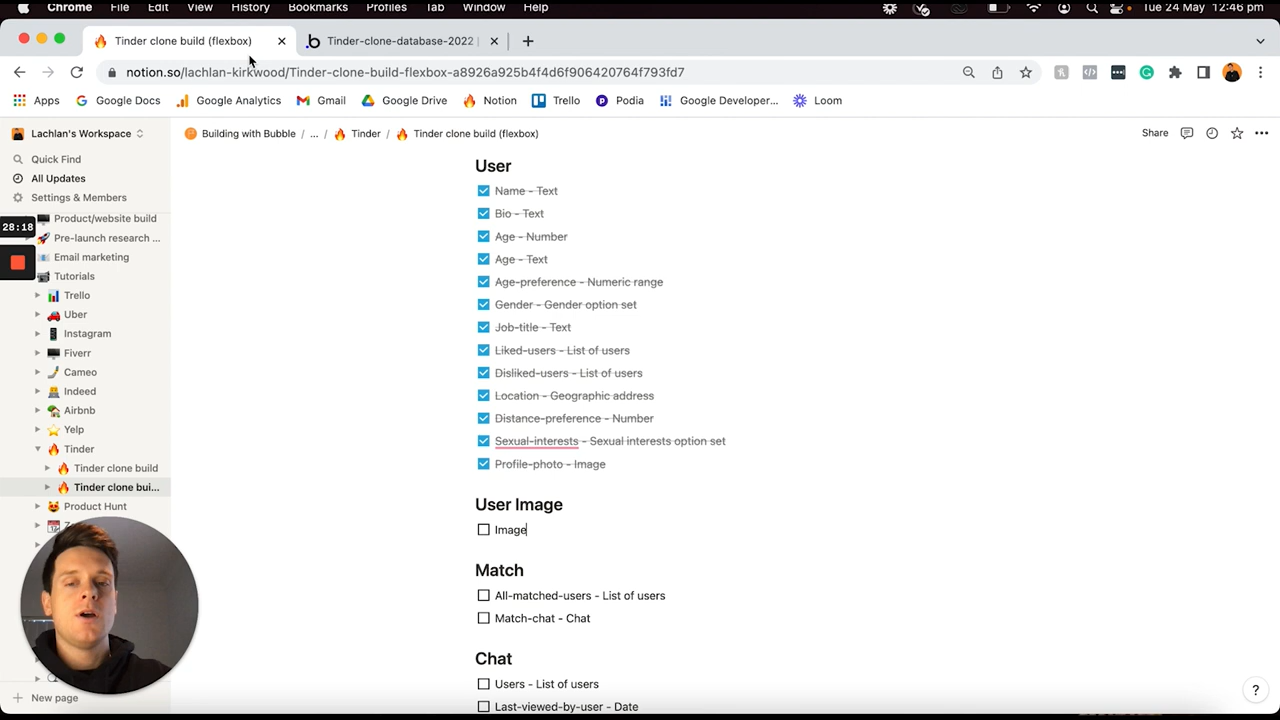 Chrome File Edit View History Bookmarks Profiles Tab Window Help Tue 24 May 12:46 pm
Tinder clone build (flexbox) Tinder-clone-database-2022 |
notion.so/lachlan-kirkwood/Tinder-clone-build-flexbox-a8926a925b4f4d6f906420764f793fd7
Apps Google Docs Google Analytics Gmail Google Drive Notion Trello Podia Google Developer... Loom
Lachlan's Workspace Building with Bubble / ... / Tinder / Tinder clone build (flexbox) Share
Quick Find
All Updates
Settings & Members
28:18
Product/website build
Pre-launch research ...
Email marketing
Tutorials
Trello
Uber
Instagram
Fiverr
Cameo
Indeed
Airbnb
Yelp
Tinder
Tinder clone build
Tinder clone bui...
Product Hunt
New page
User
Name - Text
Bio - Text
Age - Number
Age - Text
Age-preference - Numeric range
Gender - Gender option set
Job-title - Text
Liked-users - List of users
Disliked-users - List of users
Location - Geographic address
Distance-preference - Number
Sexual-interests - Sexual interests option set
Profile-photo - Image
User Image
Image
Match
All-matched-users - List of users
Match-chat - Chat
Chat
Users - List of users
Last-viewed-by-user - Date
?